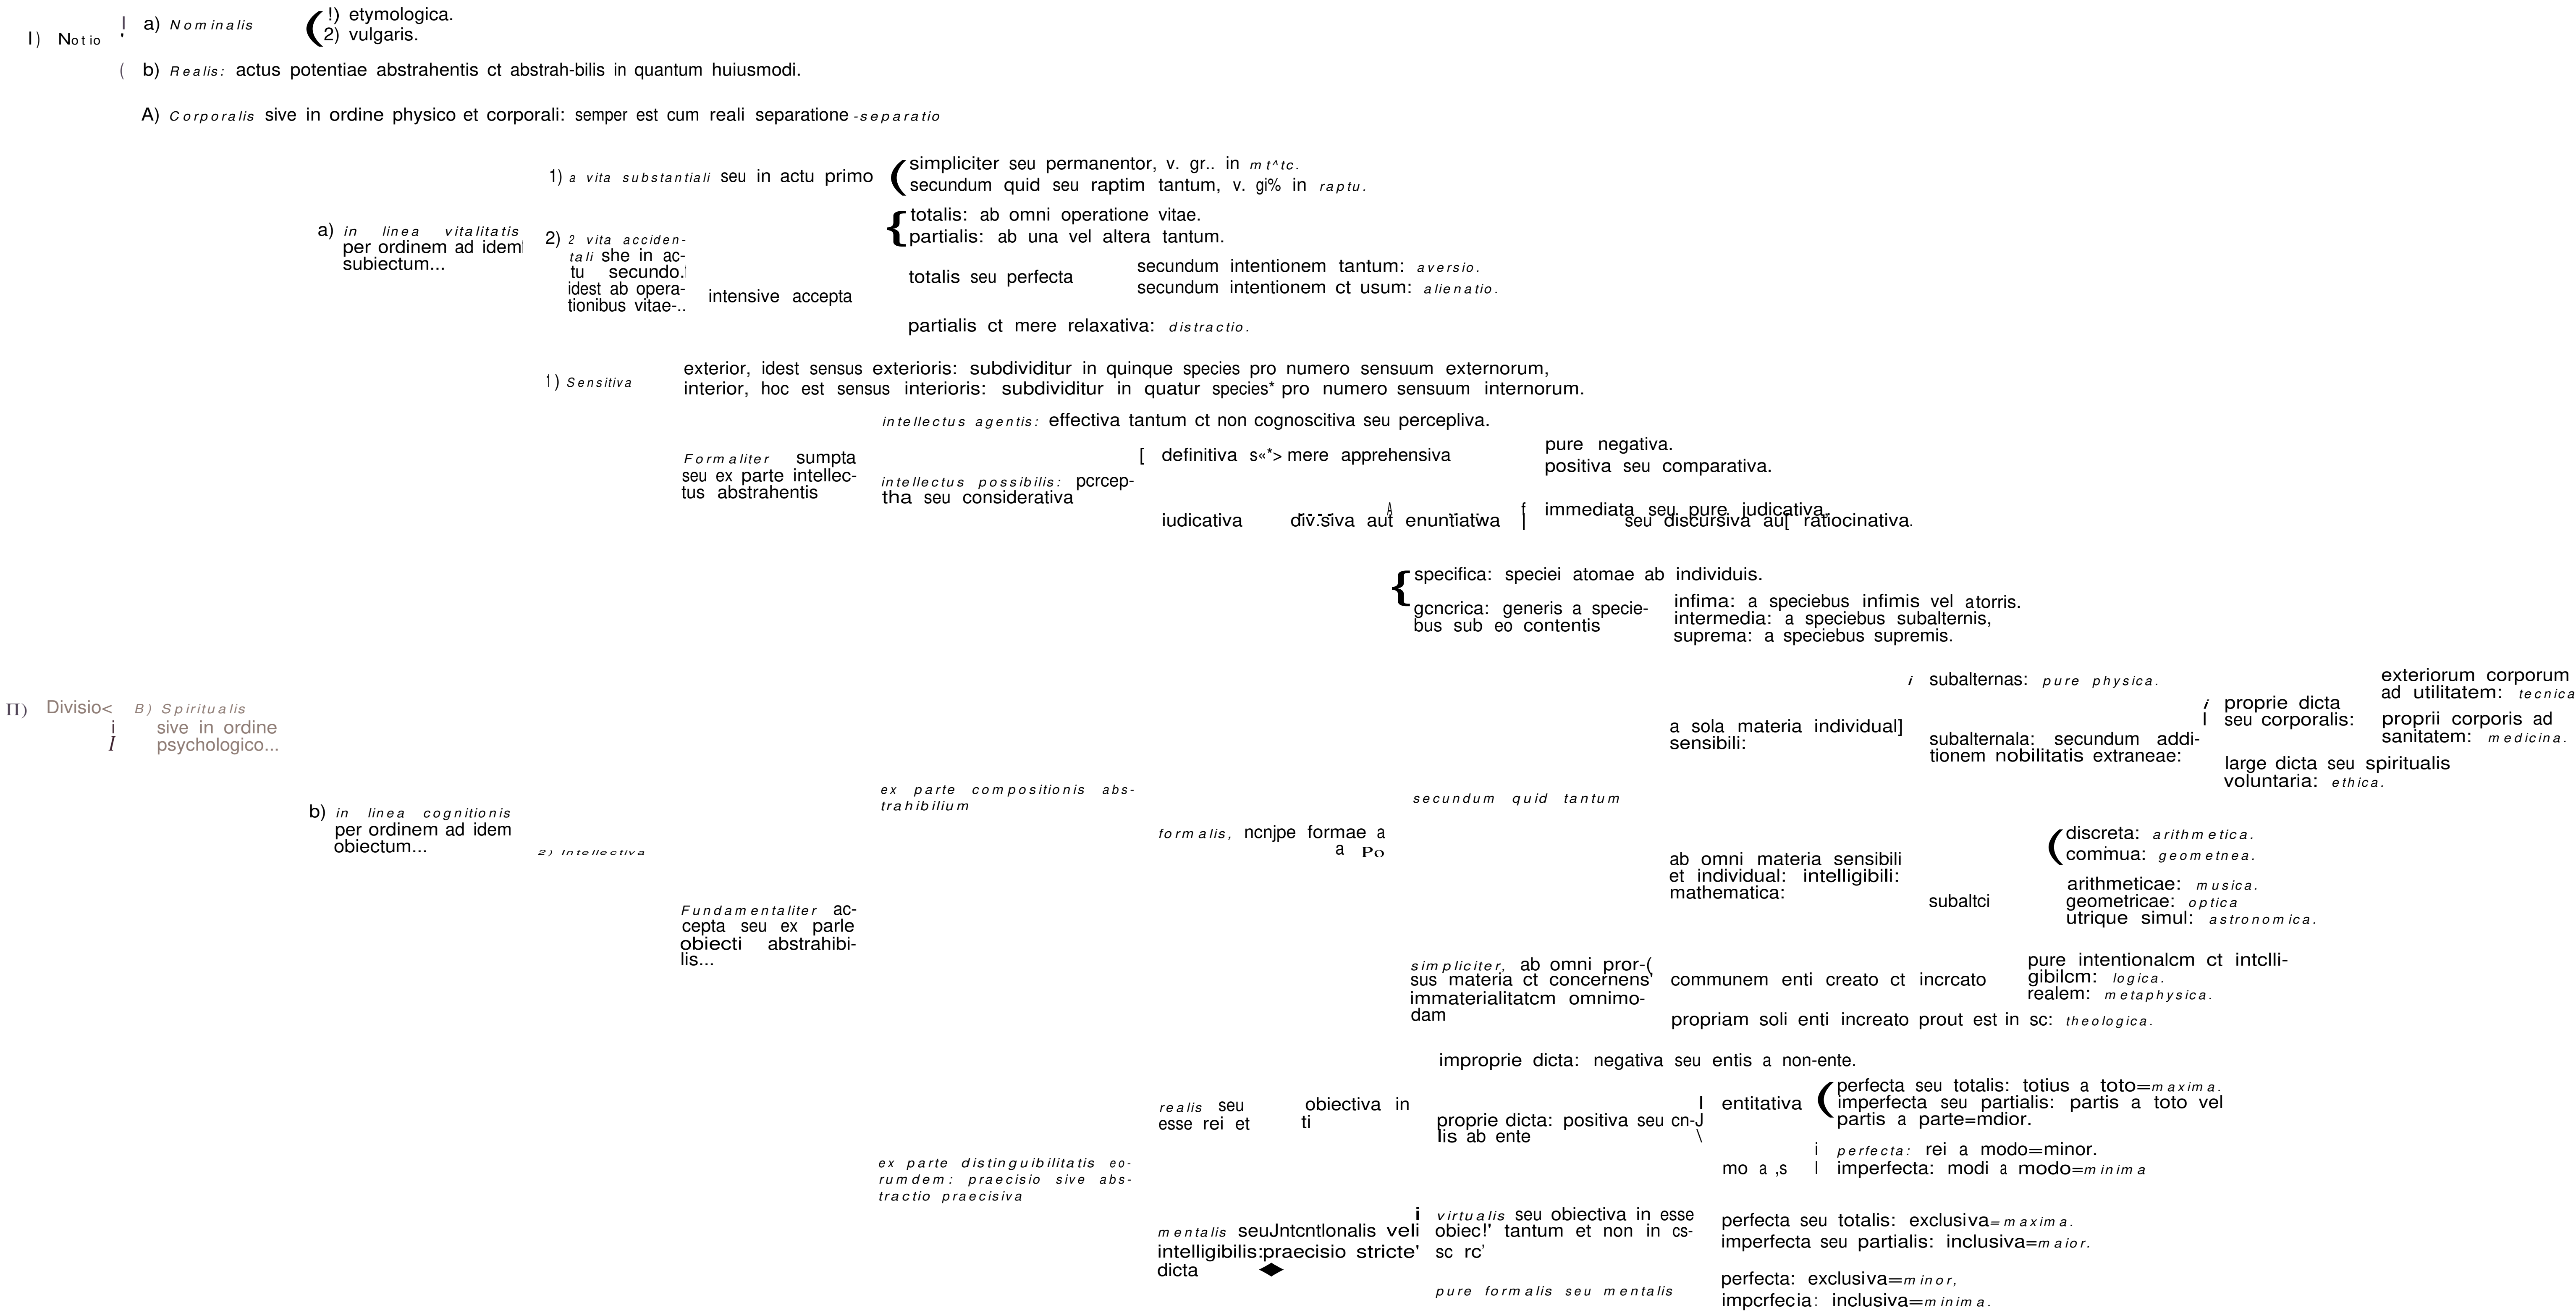 a) Nominalis
!) etymologica.
2) vulgaris.
I) Notio
( b) Realis: actus potentiae abstrahentis ct abstrah-bilis in quantum huiusmodi.
A) Corporalis sive in ordine physico et corporali: semper est cum reali separatione -separatio
1) a vita substantiali seu in actu primo
simpliciter seu permanentor, v. gr.. in mt^tc.
secundum quid seu raptim tantum, v. gi% in raptu.
a) in linea vitalitatis
per ordinem ad idem
subiectum...
2) 2 vita acciden-
tali she in ac-
tu secundo.
idest ab opera-
tionibus vitae-..
totalis: ab omni operatione vitae.
partialis: ab una vel altera tantum.
intensive accepta
totalis seu perfecta
secundum intentionem tantum: aversio.
secundum intentionem ct usum: alienatio.
partialis ct mere relaxativa: distractio.
1) Sensitiva
exterior, idest sensus exterioris: subdividitur in quinque species pro numero sensuum externorum,
interior, hoc est sensus interioris: subdividitur in quatur species* pro numero sensuum internorum.
intellectus agentis: effectiva tantum ct non cognoscitiva seu percepliva.
Formaliter sumpta
seu ex parte intellec-
tus abstrahentis
intellectus possibilis: pcrcep-
tha seu considerativa
[ definitiva s«*> mere apprehensiva
pure negativa.
positiva seu comparativa.
iudicativa div.siva aut enuntiatwa
immediata seu pure judicativa,
seu discursiva au[ ratiocinativa.
specifica: speciei atomae ab individuis.
gcncrica: generis a specie-
bus sub eo contentis
infima: a speciebus infimis vel atorris.
intermedia: a speciebus subalternis,
suprema: a speciebus supremis.
II) Divisio< B) Spiritualis
sive in ordine
psychologico...
a sola materia individual]
sensibili:
i subalternas: pure physica.
subalternala: secundum addi-
tionem nobilitatis extraneae:
i proprie dicta
l seu corporalis:
exteriorum corporum
ad utilitatem: tecnica
proprii corporis ad
sanitatem: medicina.
large dicta seu spiritualis
voluntaria: ethica.
ex parte compositionis abs-
trahibilium
secundum quid tantum
b) in linea cognitionis
per ordinem ad idem
obiectum...
2) Intellectiva
formalis, ncnjpe formae a
a Po
ab omni materia sensibili
et individual: intelligibili:
mathematica:
discreta: arithmetica.
commua: geometnea.
subaltci
arithmeticae: musica.
geometricae: optica
utrique simul: astronomica.
Fundamentaliter ac-
cepta seu ex parle
obiecti abstrahibi-
lis...
simpliciter, ab omni pror-(
sus materia ct concernens'
immaterialitatcm omnimo-
dam
communem enti creato ct incrcato
pure intentionalcm ct intclli-
gibilcm: logica.
realem: metaphysica.
propriam soli enti increato prout est in sc: theologica.
improprie dicta: negativa seu entis a non-ente.
realis seu obiectiva in
esse rei et ti
proprie dicta: positiva seu cn-J
lis ab ente
entitativa
perfecta seu totalis: totius a toto=maxima.
imperfecta seu partialis: partis a toto vel
partis a parte=mdior.
mo a ,s
perfecta: rei a modo=minor.
imperfecta: modi a modo=minima
ex parte distinguibilitatis eo-
rumdem: praecisio sive abs-
tractio praecisiva
mentalis seuJntcntlonalis veli
intelligibilis:praecisio stricte'
dicta
i virtualis seu obiectiva in esse
obiec!' tantum et non in cs-
sc rc'
perfecta seu totalis: exclusiva=maxima.
imperfecta seu partialis: inclusiva=maior.
pure formalis seu mentalis
perfecta: exclusiva=minor,
impcrfecia: inclusiva=minima.